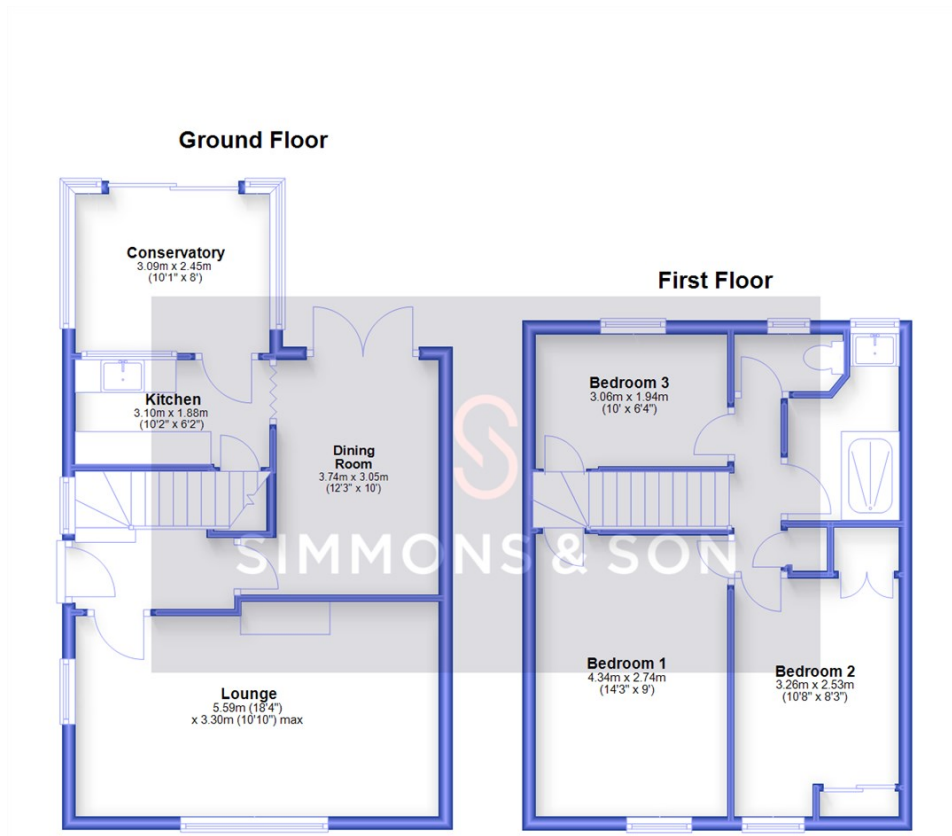 Ground Floor
Conservatory
3.09m x 2.45m
(10'1" x 8')
First Floor
Kitchen
3.10m x 1.88m
(10'2" x 6'2")
Bedroom 3
3.06m x 1.94m
(10' x 6'4")
Dining
Room
3.74m x 3.05m
(12'3" x 10')
SIMMONS & SON
Lounge
5.59m (18'4")
x 3.30m (10'10") max
Bedroom 1
4.34m x 2.74m
(14'3" x 9')
Bedroom 2
3.26m x 2.53m
(10'8" x 8'3")